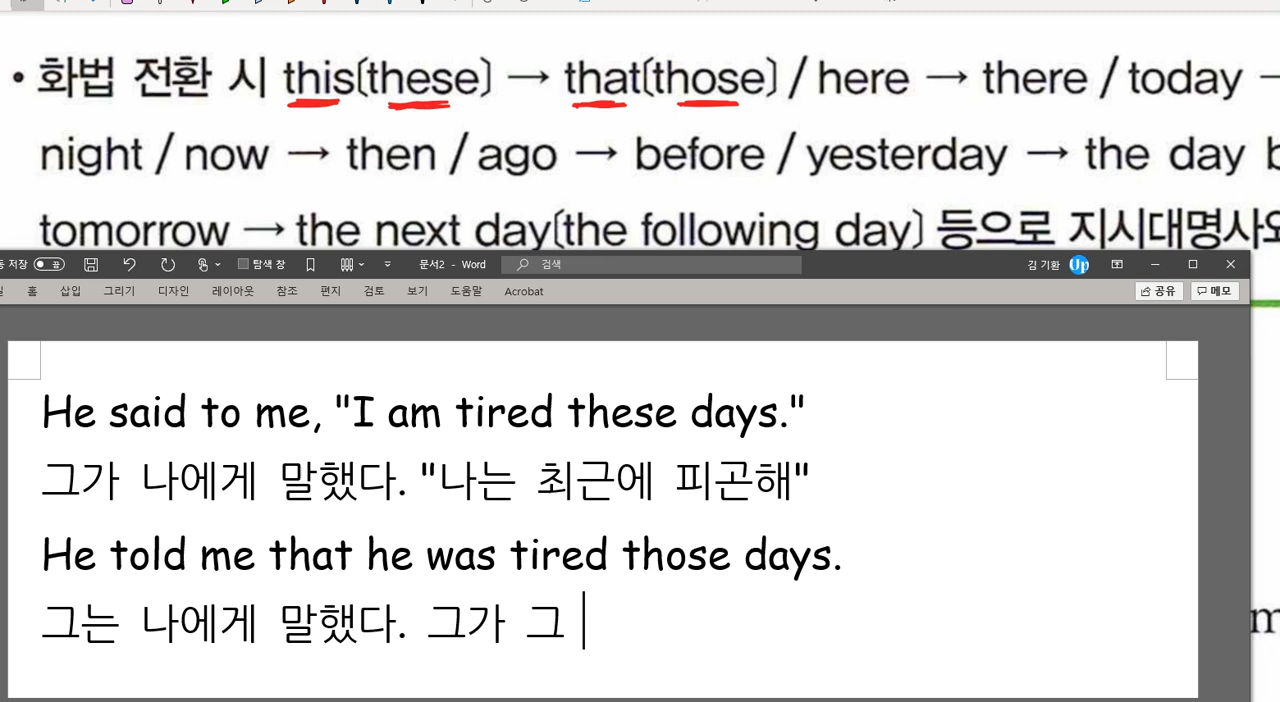 • 화법 전환 시 this(these) → that(those) / here → there / today →
night / now → then / ago → before / yesterday → the day
tomorrow → the next day(the following day) 등으로 지시대명사와
저장 탐색 창 문서2 - Word 검색 김 기환 Up
홈 삽입 그리기 디자인 레이아웃 참조 편지 검토 보기 도움말 Acrobat 공유 메모
He said to me, "I am tired these days."
그가 나에게 말했다. "나는 최근에 피곤해"
He told me that he was tired those days.
그는 나에게 말했다. 그가 그